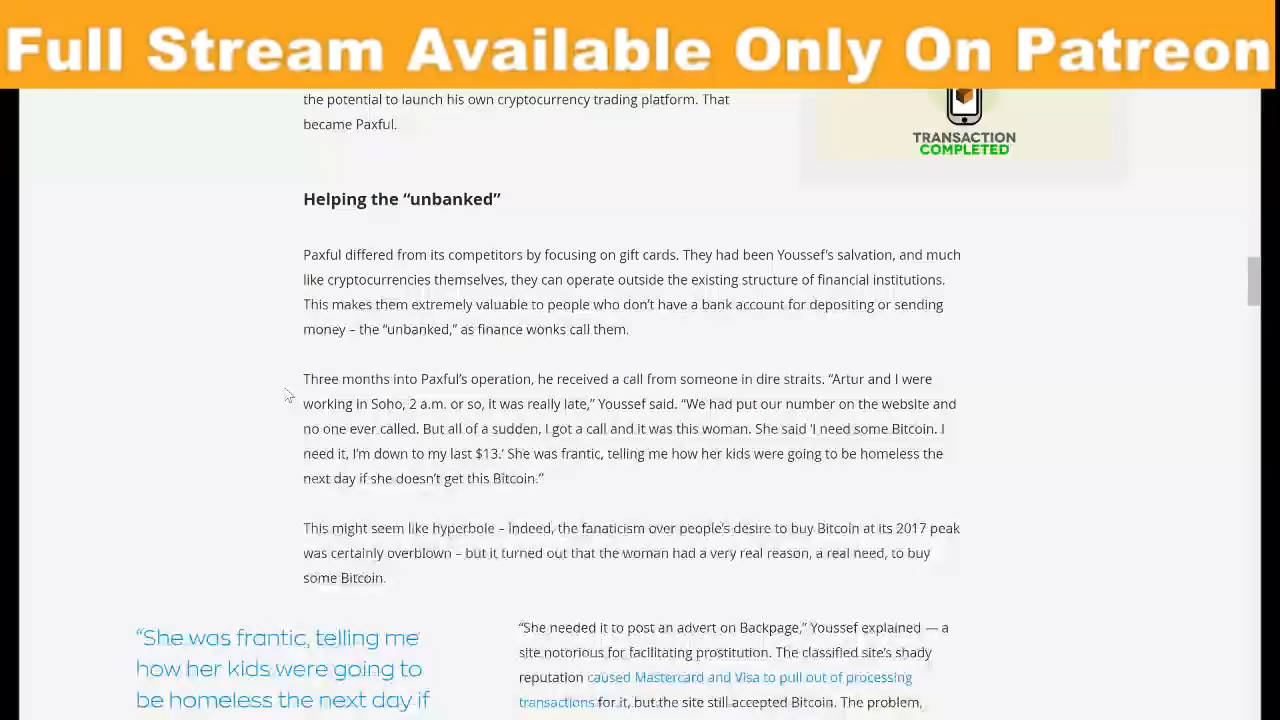 Full Stream Available Only On Patreon
the potential to launch his own cryptocurrency trading platform. That
became Paxful.
TRANSACTION
COMPLETED
Helping the “unbanked”
Paxful differed from its competitors by focusing on gift cards. They had been Youssef’s salvation, and much
like cryptocurrencies themselves, they can operate outside the existing structure of financial institutions.
This makes them extremely valuable to people who don’t have a bank account for depositing or sending
money – the “unbanked,” as finance wonks call them.
Three months into Paxful’s operation, he received a call from someone in dire straits. “Artur and I were
working in Soho, 2 a.m. or so, it was really late,” Youssef said. “We had put our number on the website and
no one ever called. But all of a sudden, I got a call and it was this woman. She said ‘I need some Bitcoin. I
need it, I’m down to my last $13.’ She was frantic, telling me how her kids were going to be homeless the
next day if she doesn’t get this Bitcoin.”
This might seem like hyperbole – indeed, the fanaticism over people’s desire to buy Bitcoin at its 2017 peak
was certainly overblown – but it turned out that the woman had a very real reason, a real need, to buy
some Bitcoin.
“She was frantic, telling me
how her kids were going to
be homeless the next day if
“She needed it to post an advert on Backpage,” Youssef explained — a
site notorious for facilitating prostitution. The classified site’s shady
reputation caused Mastercard and Visa to pull out of processing
transactions for it, but the site still accepted Bitcoin. The problem,